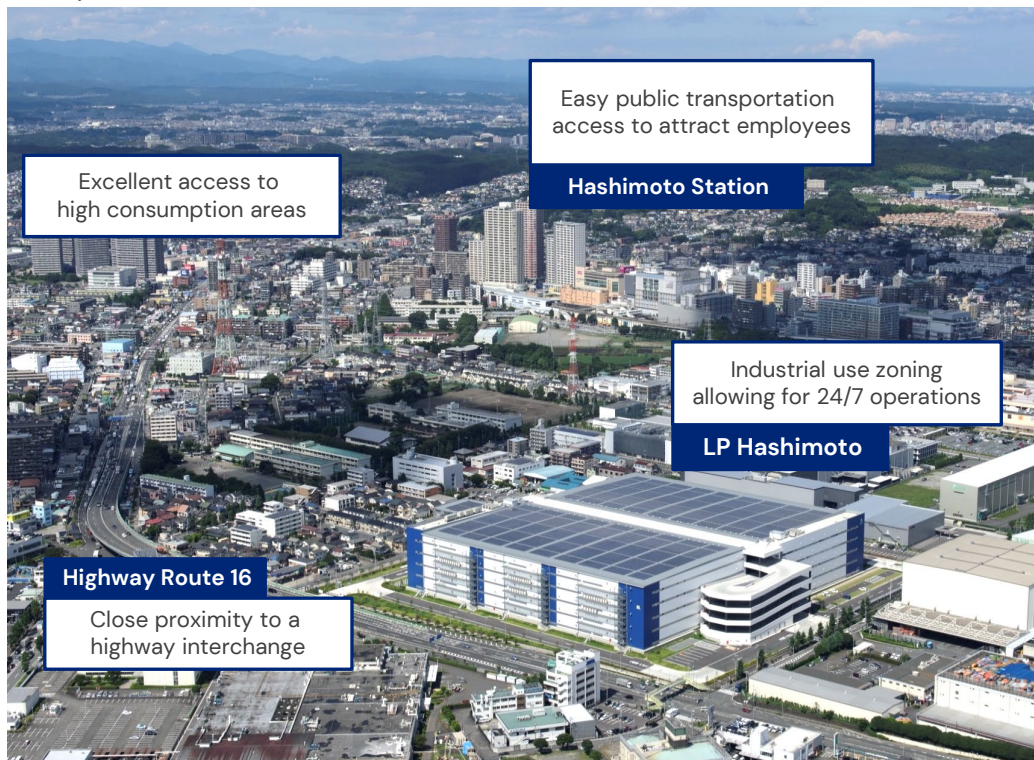 Easy public transportation
access to attract employees
Hashimoto Station
Excellent access to
high consumption areas
Industrial use zoning
allowing for 24/7 operations
LP Hashimoto
Highway Route 16
Close proximity to a
highway interchange